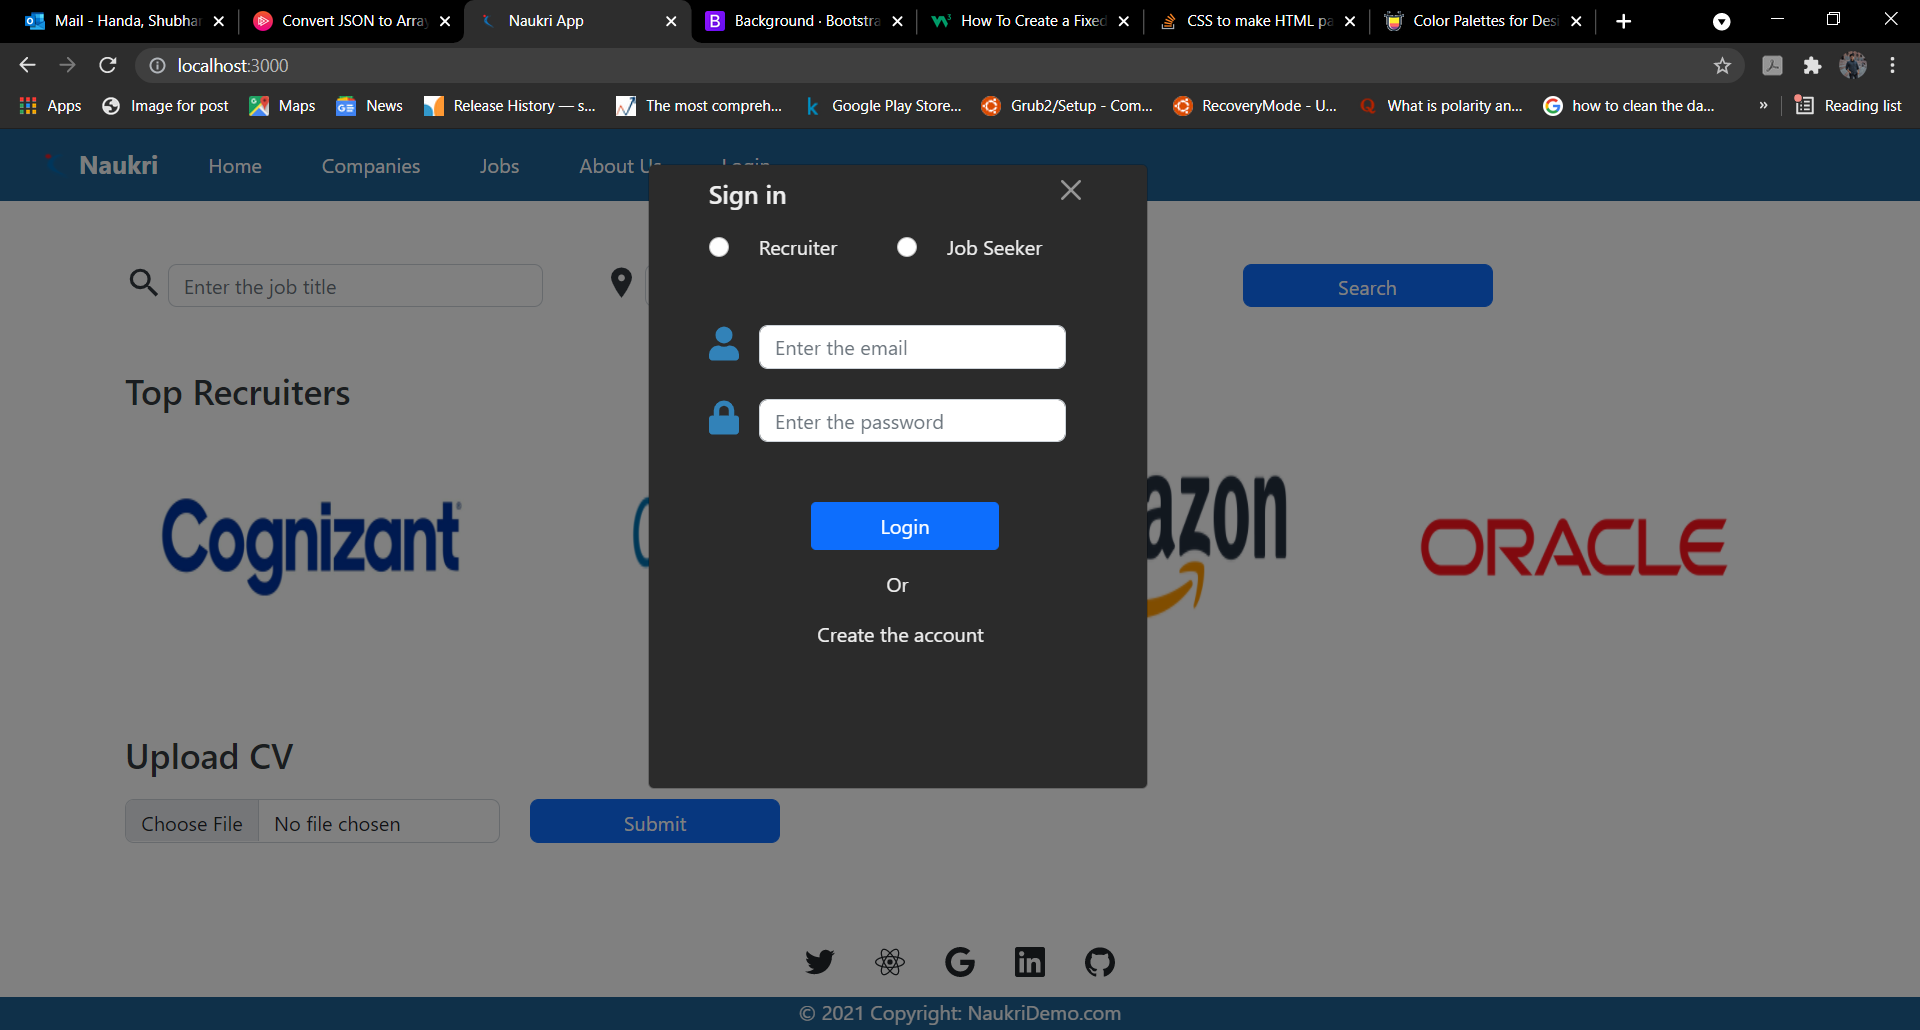 Mail - Handa, Shubha
Convert JSON to Array
Naukri App
Background · Bootstra
How To Create a Fixed
CSS to make HTML pa
Color Palettes for Desi
localhost:3000
Apps
Image for post
Maps
News
Release History — s...
The most compreh...
Google Play Store...
Grub2/Setup - Com...
RecoveryMode - U...
What is polarity an...
how to clean the da...
»
Reading list
Naukri
Home
Companies
Jobs
About Us
Login
Sign in
Recruiter
Job Seeker
Enter the job title
Search
Enter the email
Enter the password
Top Recruiters
Cognizant
azon
ORACLE
Login
Or
Create the account
Upload CV
Choose File
No file chosen
Submit
© 2021 Copyright: NaukriDemo.com